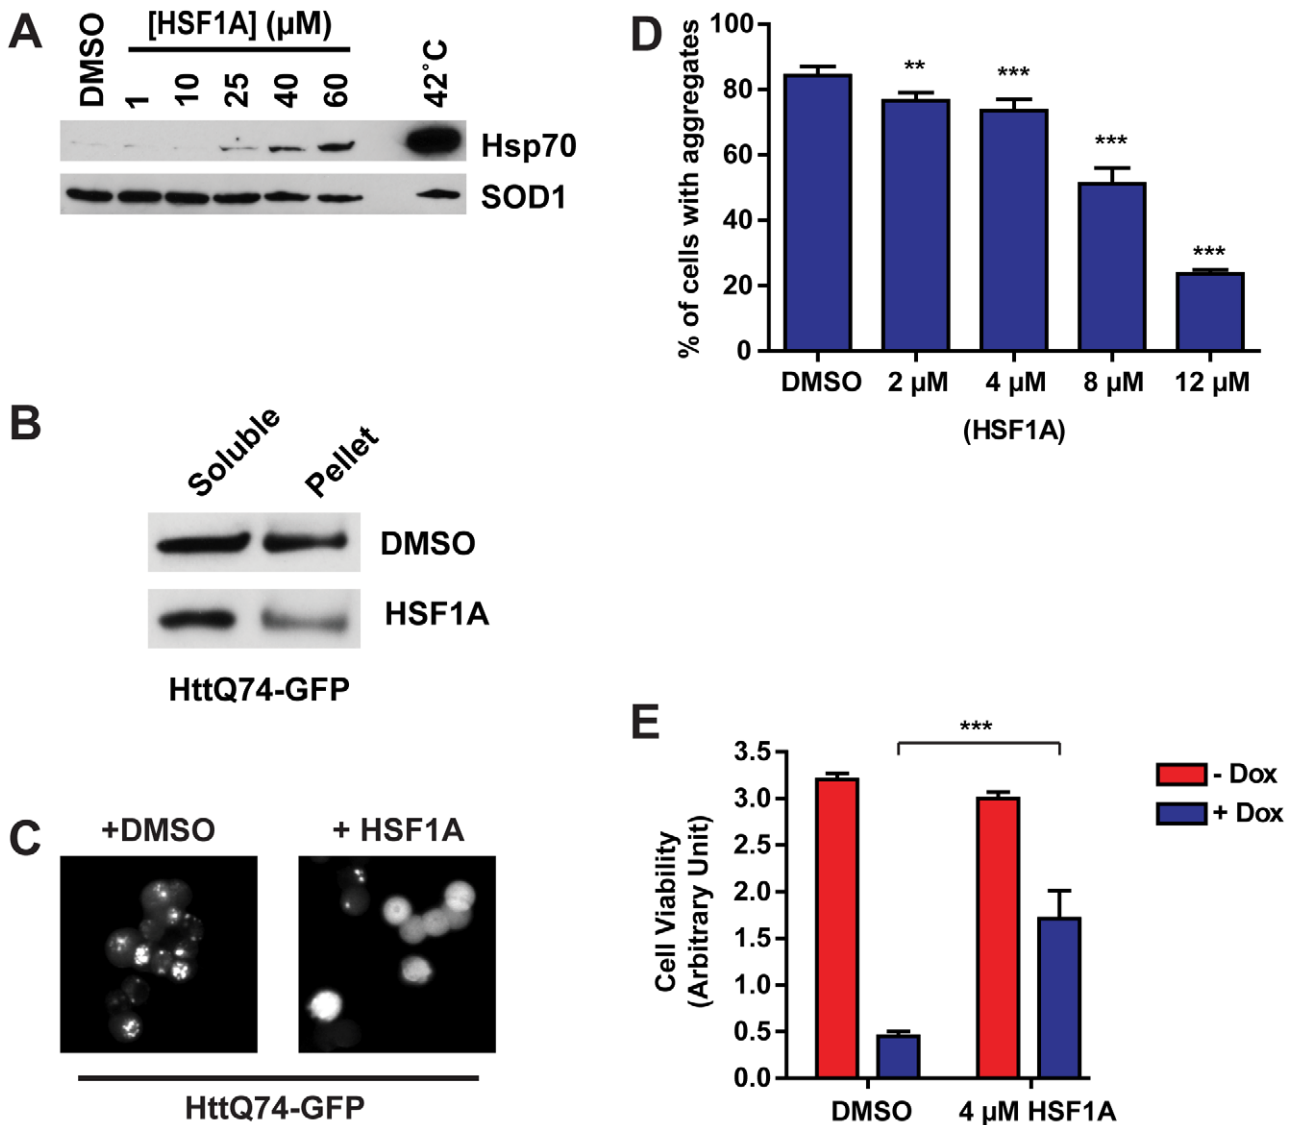 A
DMSO
[HSF1A] (µM)
1
10
25
40
60
42˚C
Hsp70
SOD1
B
Soluble
Pellet
DMSO
HSF1A
HttQ74-GFP
C
+DMSO
+ HSF1A
HttQ74-GFP
D
% of cells with aggregates
100
80
60
40
20
0
**
***
***
***
DMSO
2 µM
4 µM
8 µM
12 µM
(HSF1A)
E
Cell Viability
(Arbitrary Unit)
3.5
3.0
2.5
2.0
1.5
1.0
0.5
0.0
***
- Dox
+ Dox
DMSO
4 µM HSF1A